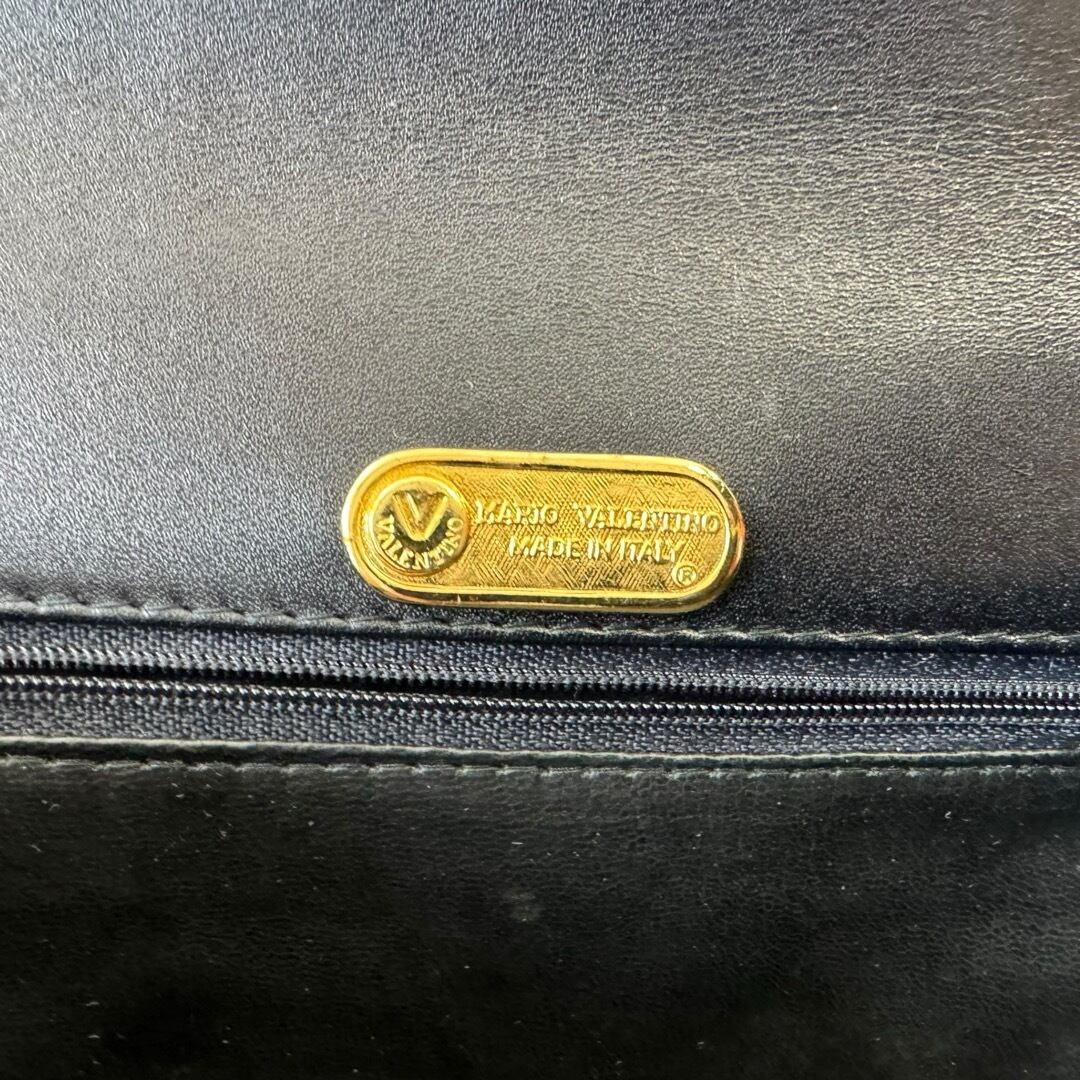 V
VALENTINO
MARIO VALENTINO
MADE IN ITALY
®